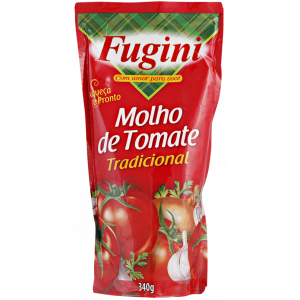 Fugini
Com amor para você
Aqueça
e Pronto
Molho
de Tomate
Tradicional
340g